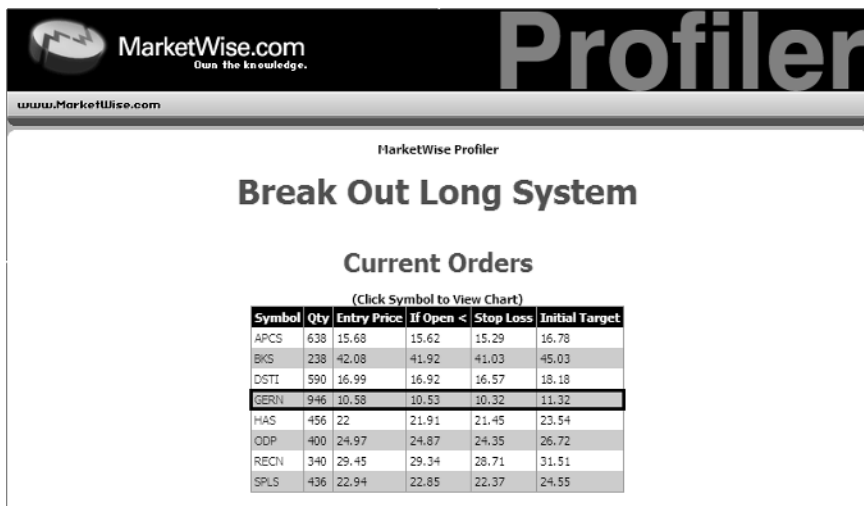 MarketWise.com
Own the knowledge.
Profiler
www.MarketWise.com
MarketWise Profiler
Break Out Long System
Current Orders
(Click Symbol to View Chart)
Symbol Qty Entry Price If Open < Stop Loss Initial Target
APCS 638 15.68 15.62 15.29 16.78
BKS 238 42.08 41.92 41.03 45.03
DSTI 590 16.99 16.92 16.57 18.18
GERN 946 10.58 10.53 10.32 11.32
HAS 456 22 21.91 21.45 23.54
ODP 400 24.97 24.87 24.35 26.72
RECN 340 29.45 29.34 28.71 31.51
SPLS 436 22.94 22.85 22.37 24.55